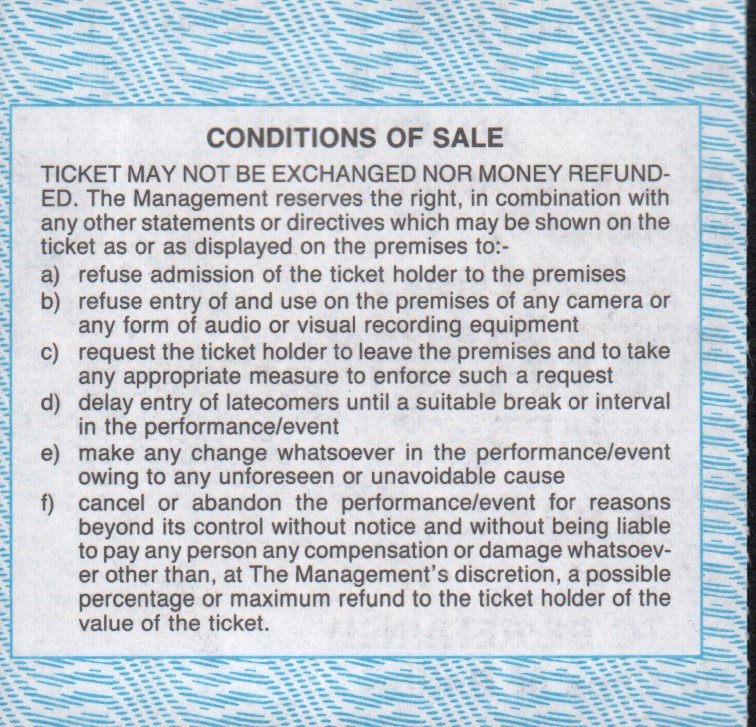 CONDITIONS OF SALE
TICKET MAY NOT BE EXCHANGED NOR MONEY REFUND-
ED. The Management reserves the right, in combination with
any other statements or directives which may be shown on the
ticket as or as displayed on the premises to:-
a) refuse admission of the ticket holder to the premises
b) refuse entry of and use on the premises of any camera or
any form of audio or visual recording equipment
c) request the ticket holder to leave the premises and to take
any appropriate measure to enforce such a request
d) delay entry of latecomers until a suitable break or interval
in the performance/event
e) make any change whatsoever in the performance/event
owing to any unforeseen or unavoidable cause
f) cancel or abandon the performance/event for reasons
beyond its control without notice and without being liable
to pay any person any compensation or damage whatsoev-
er other than, at The Management's discretion, a possible
percentage or maximum refund to the ticket holder of the
value of the ticket.